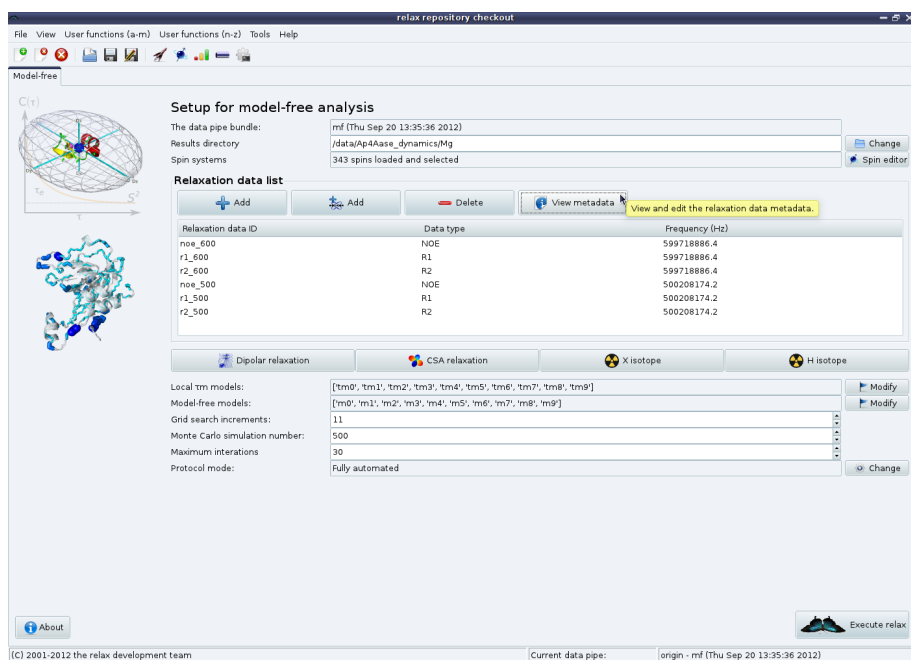 relax repository checkout
File View User functions (a-m) User functions (n-z) Tools Help
Model-free
C(τ)
τe
S²
τ
Setup for model-free analysis
The data pipe bundle: mf (Thu Sep 20 13:35:36 2012)
Results directory /data/Ap4Aase_dynamics/Mg Change
Spin systems 343 spins loaded and selected Spin editor
Relaxation data list
Add Add Delete View metadata
View and edit the relaxation data metadata.
Relaxation data ID Data type Frequency (Hz)
noe_600 NOE 599718886.4
r1_600 R1 599718886.4
r2_600 R2 599718886.4
noe_500 NOE 500208174.2
r1_500 R1 500208174.2
r2_500 R2 500208174.2
Dipolar relaxation CSA relaxation X isotope H isotope
Local τm models: ['tm0', 'tm1', 'tm2', 'tm3', 'tm4', 'tm5', 'tm6', 'tm7', 'tm8', 'tm9'] Modify
Model-free models: ['m0', 'm1', 'm2', 'm3', 'm4', 'm5', 'm6', 'm7', 'm8', 'm9'] Modify
Grid search increments: 11
Monte Carlo simulation number: 500
Maximum interations 30
Protocol mode: Fully automated Change
About
Execute relax
(C) 2001-2012 the relax development team Current data pipe: origin - mf (Thu Sep 20 13:35:36 2012)